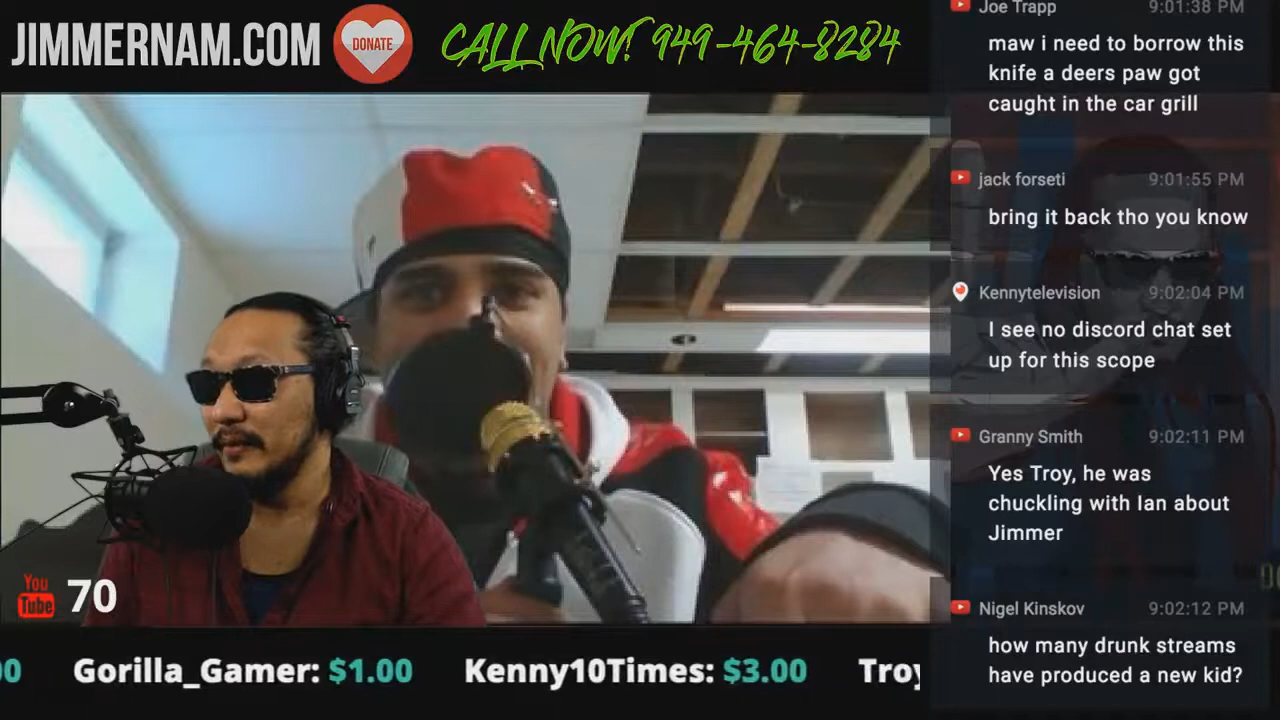 JIMMERNAM.COM
DONATE
CALL NOW! 949-464-8284
Joe Trapp 9:01:38 PM
maw i need to borrow this
knife a deers paw got
caught in the car grill
jack forseti 9:01:55 PM
bring it back tho you know
Kennytelevision 9:02:04 PM
I see no discord chat set
up for this scope
Granny Smith 9:02:11 PM
Yes Troy, he was
chuckling with Ian about
Jimmer
Nigel Kinskov 9:02:12 PM
how many drunk streams
have produced a new kid?
You
Tube 70
Gorilla_Gamer: $1.00 Kenny10Times: $3.00